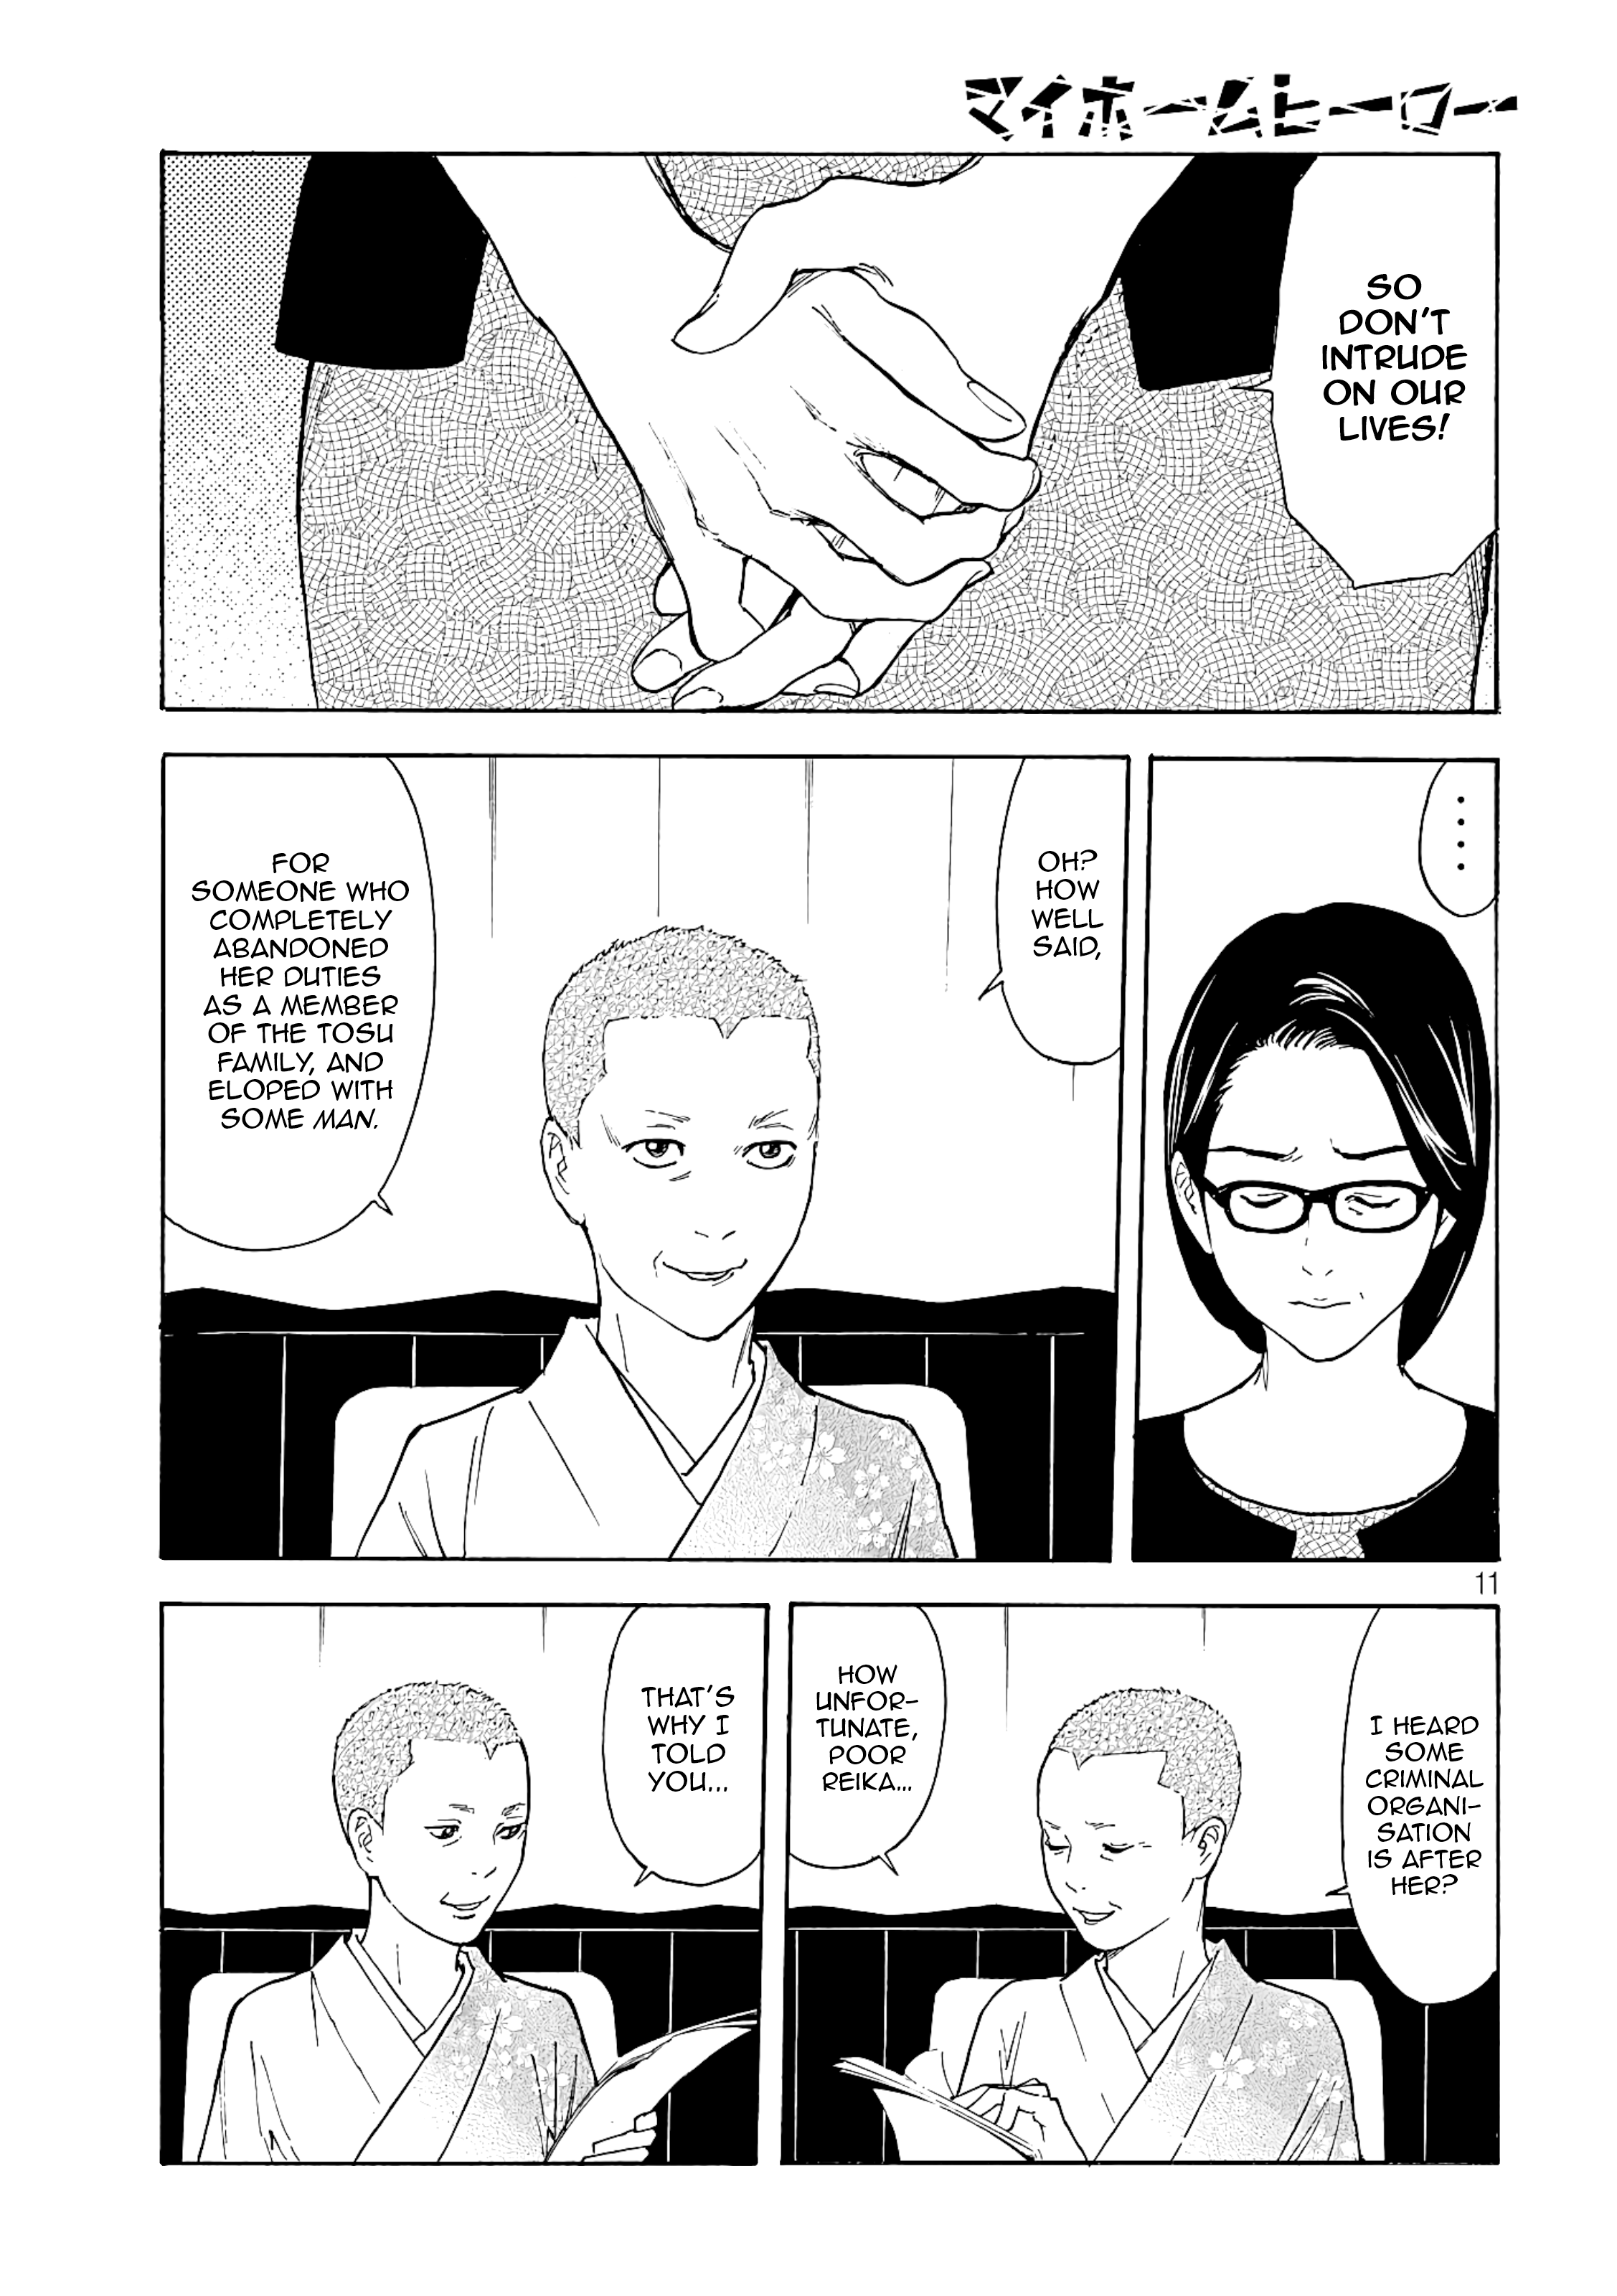 マイホームヒーロー
SO
DON'T
INTRUDE
ON OUR
LIVES!
....
OH?
HOW
WELL
SAID,
FOR
SOMEONE WHO
COMPLETELY
ABANDONED
HER DUTIES
AS A MEMBER
OF THE TOSU
FAMILY, AND
ELOPED WITH
SOME MAN.
11
I HEARD
SOME
CRIMINAL
ORGANI-
SATION
IS AFTER
HER?
HOW
UNFOR-
TUNATE,
POOR
REIKA...
THAT'S
WHY I
TOLD
YOU...